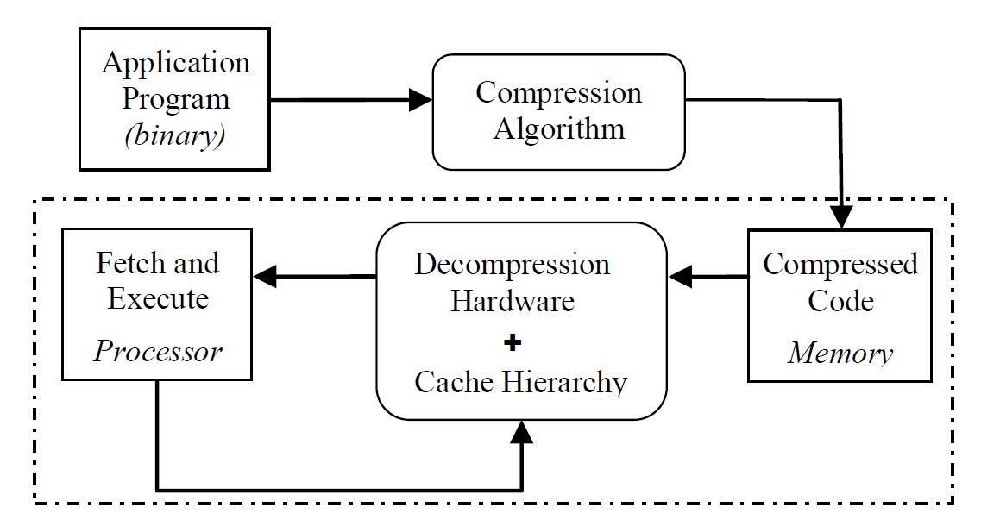 Application
Program
(binary)
Compression
Algorithm
Fetch and
Execute
Processor
Decompression
Hardware
+
Cache Hierarchy
Compressed
Code
Memory